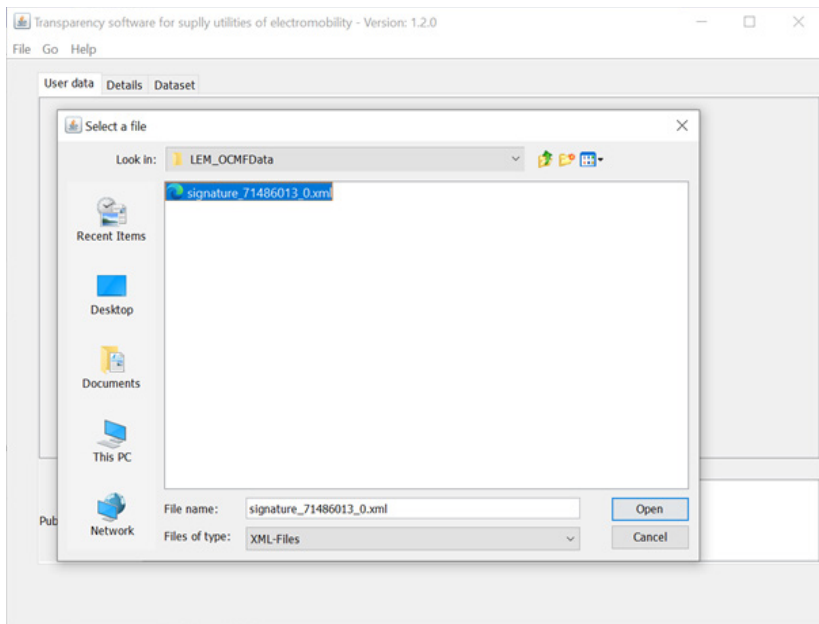 Transparency software for suplly utilities of electromobility - Version: 1.2.0
File Go Help
User data Details Dataset
Select a file
Look in: LEM_OCMFData
signature_71486013_0.xml
Recent Items
Desktop
Documents
This PC
Network
Pub
File name: signature_71486013_0.xml Open
Files of type: XML-Files Cancel